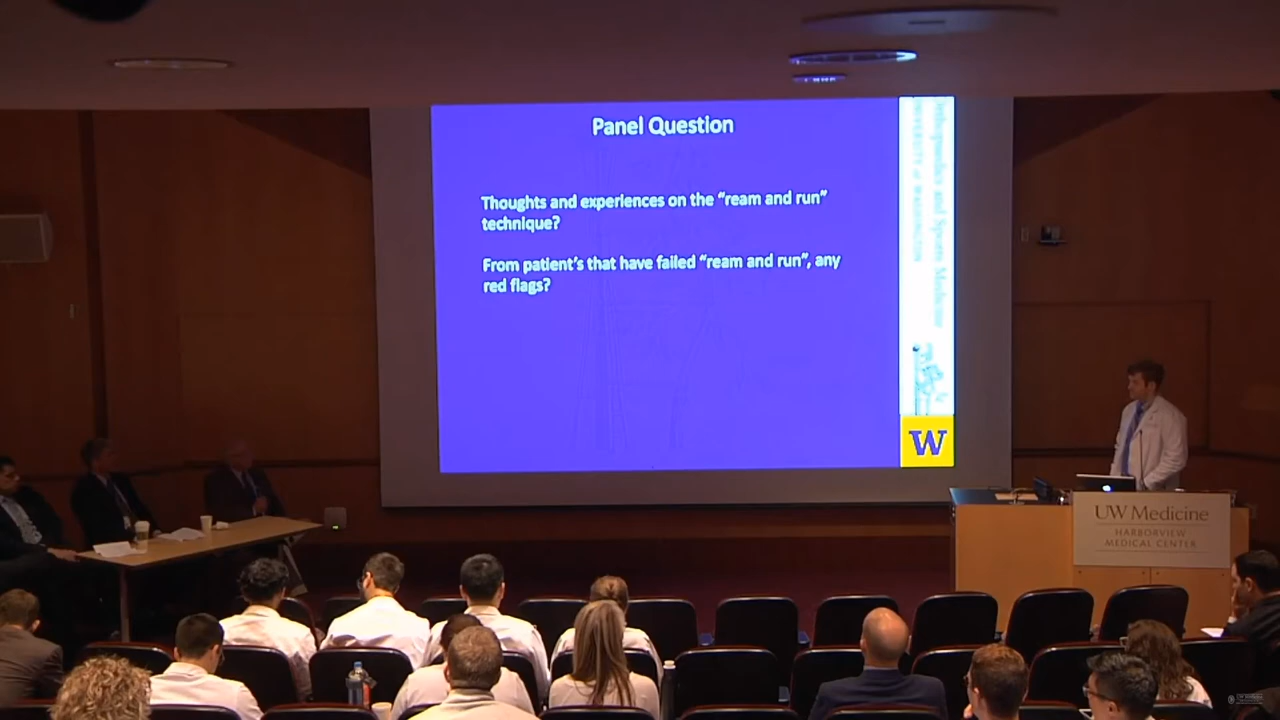 Panel Question
Thoughts and experiences on the “ream and run”
technique?
From patient’s that have failed “ream and run”, any
red flags?
W
UW Medicine
HARBORVIEW
MEDICAL CENTER